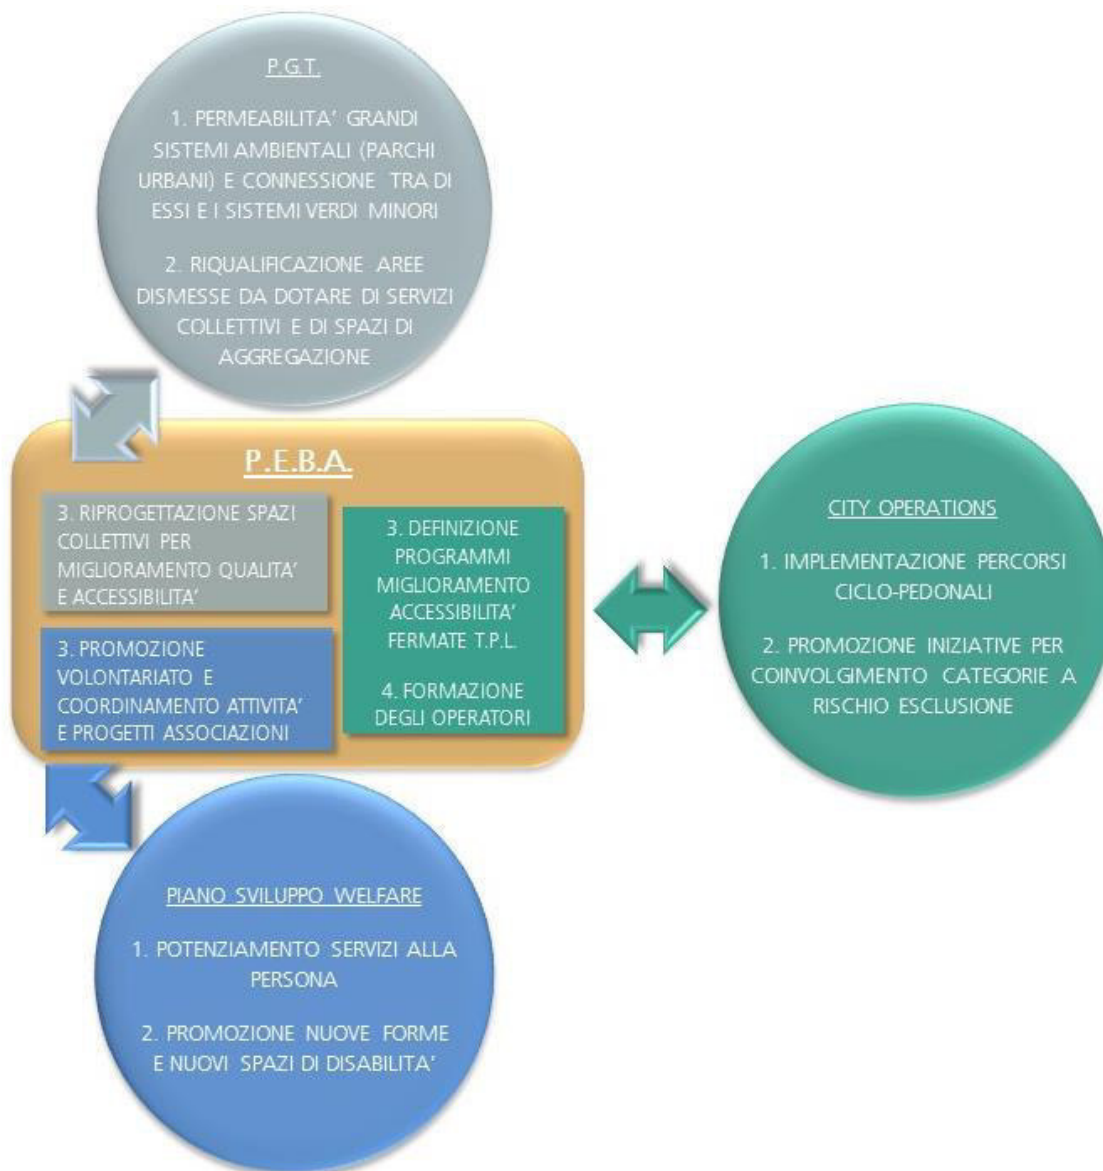 P.G.T.
1. PERMEABILITA' GRANDI
SISTEMI AMBIENTALI (PARCHI
URBANI) E CONNESSIONE TRA DI
ESSI E I SISTEMI VERDI MINORI
2. RIQUALIFICAZIONE AREE
DISMESSE DA DOTARE DI SERVIZI
COLLETTIVI E DI SPAZI DI
AGGREGAZIONE
P.E.B.A.
3. RIPROGETTAZIONE SPAZI
COLLETTIVI PER
MIGLIORAMENTO QUALITA'
E ACCESSIBILITA'
3. PROMOZIONE
VOLONTARIATO E
COORDINAMENTO ATTIVITA'
E PROGETTI ASSOCIAZIONI
3. DEFINIZIONE
PROGRAMMI
MIGLIORAMENTO
ACCESSIBILITA'
FERMATE T.P.L.
4. FORMAZIONE
DEGLI OPERATORI
CITY OPERATIONS
1. IMPLEMENTAZIONE PERCORSI
CICLO-PEDONALI
2. PROMOZIONE INIZIATIVE PER
COINVOLGIMENTO CATEGORIE A
RISCHIO ESCLUSIONE
PIANO SVILUPPO WELFARE
1. POTENZIAMENTO SERVIZI ALLA
PERSONA
2. PROMOZIONE NUOVE FORME
E NUOVI SPAZI DI DISABILITA'